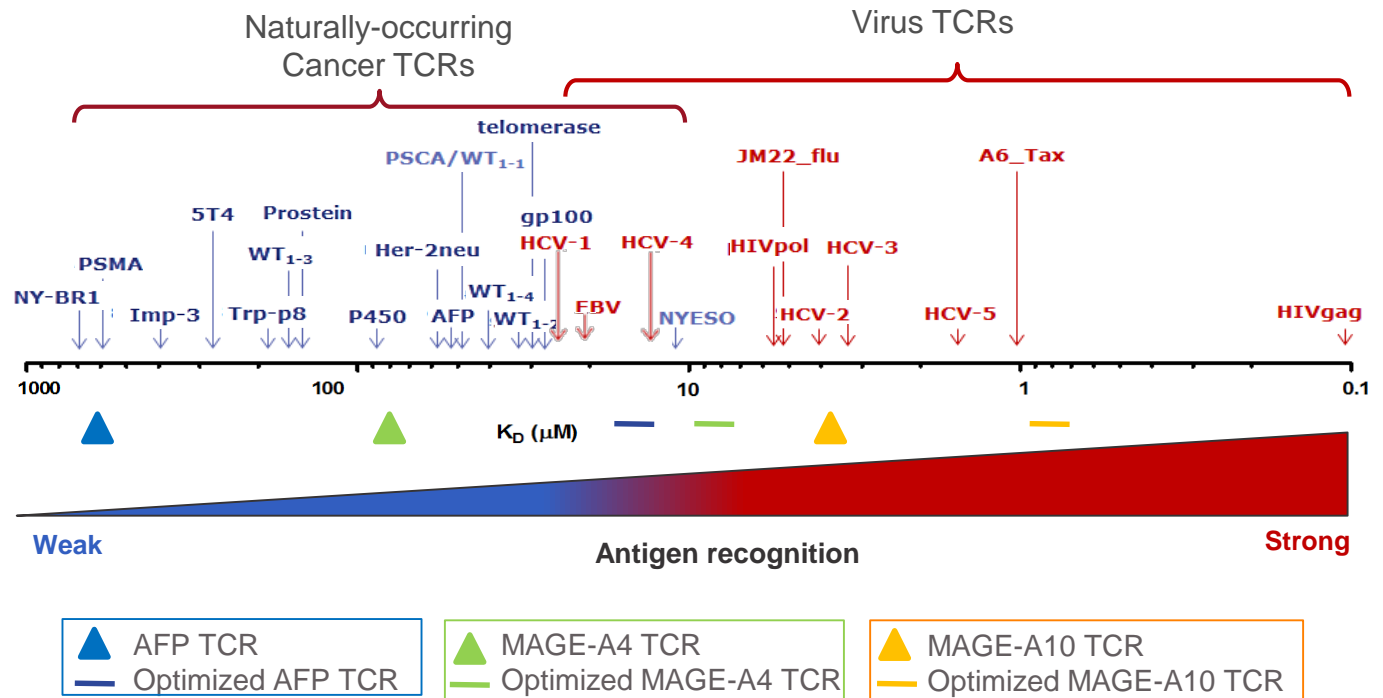 Naturally-occurring
Cancer TCRs
Virus TCRs
telomerase
PSCA/WT1-1
JM22_flu
A6_Tax
5T4
Prostein
gp100
HCV-1
HCV-4
HIVpol
HCV-3
PSMA
WT1-3
Her-2neu
NY-BR1
Imp-3
Trp-p8
P450
AFP
WT1-4
WT1-2
EBV
NYESO
HCV-2
HCV-5
HIVgag
1000
100
10
1
0.1
KD (μM)
Weak
Antigen recognition
Strong
AFP TCR
Optimized AFP TCR
MAGE-A4 TCR
Optimized MAGE-A4 TCR
MAGE-A10 TCR
Optimized MAGE-A10 TCR